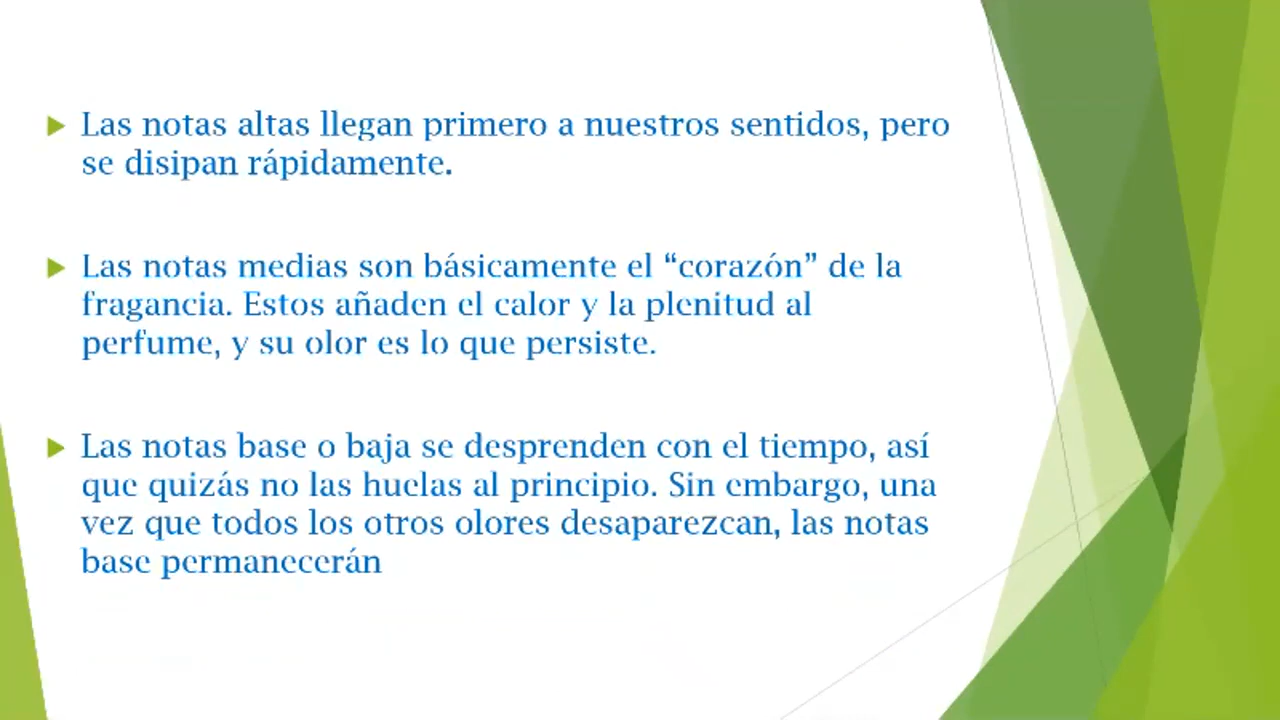 Las notas altas llegan primero a nuestros sentidos, pero
se disipan rápidamente.
Las notas medias son básicamente el “corazón” de la
fragancia. Estos añaden el calor y la plenitud al
perfume, y su olor es lo que persiste.
Las notas base o baja se desprenden con el tiempo, así
que quizás no las huelas al principio. Sin embargo, una
vez que todos los otros olores desaparezcan, las notas
base permanecerán